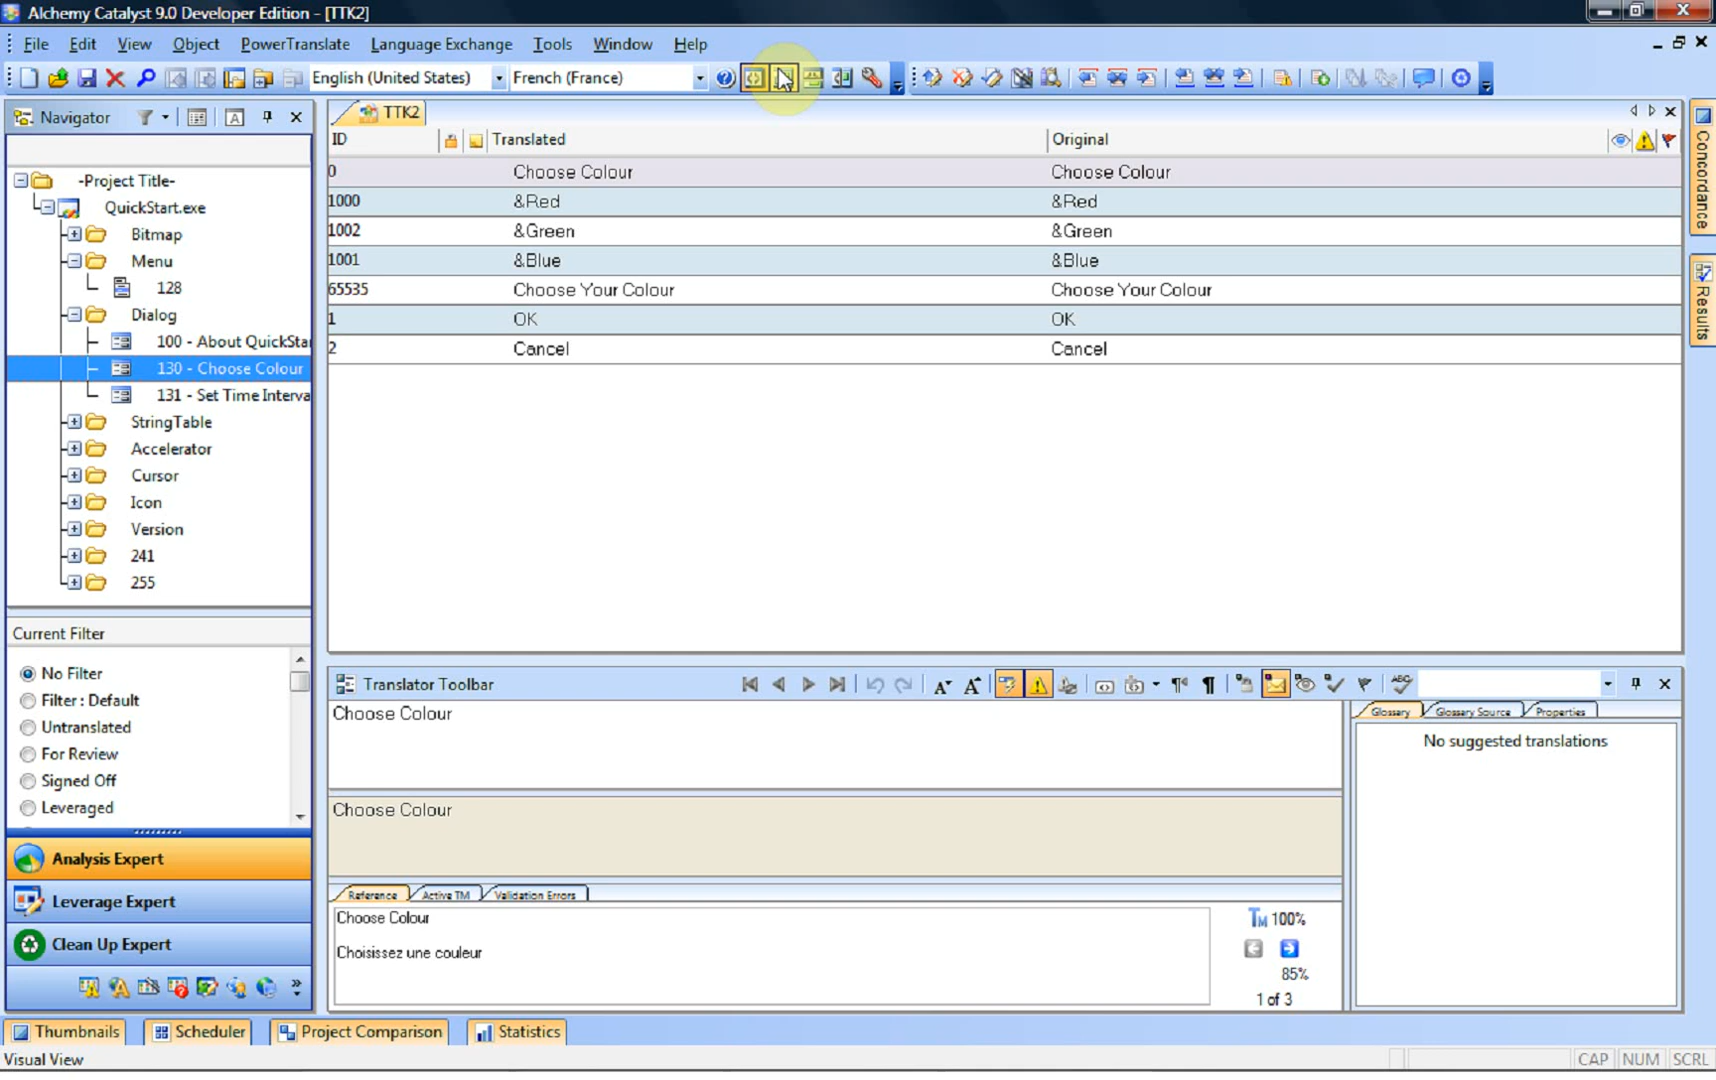 Alchemy Catalyst 9.0 Developer Edition - [TTK2]
File Edit View Object PowerTranslate Language Exchange Tools Window Help
English (United States) French (France)
Navigator
TTK2
ID Translated Original
-Project Title-
QuickStart.exe
Bitmap
Menu
128
Dialog
100 - About QuickStar
130 - Choose Colour
131 - Set Time Interva
StringTable
Accelerator
Cursor
Icon
Version
241
255
0 Choose Colour Choose Colour
1000 &Red &Red
1002 &Green &Green
1001 &Blue &Blue
65535 Choose Your Colour Choose Your Colour
1 OK OK
2 Cancel Cancel
Concordance
Results
Current Filter
No Filter
Filter : Default
Untranslated
For Review
Signed Off
Leveraged
Analysis Expert
Leverage Expert
Clean Up Expert
Translator Toolbar
Choose Colour
Choose Colour
Glossary Glossary Source Properties
No suggested translations
Reference Active TM Validation Errors
Choose Colour
Choisissez une couleur
TM 100%
85%
1 of 3
Thumbnails Scheduler Project Comparison Statistics
Visual View
CAP NUM SCRL